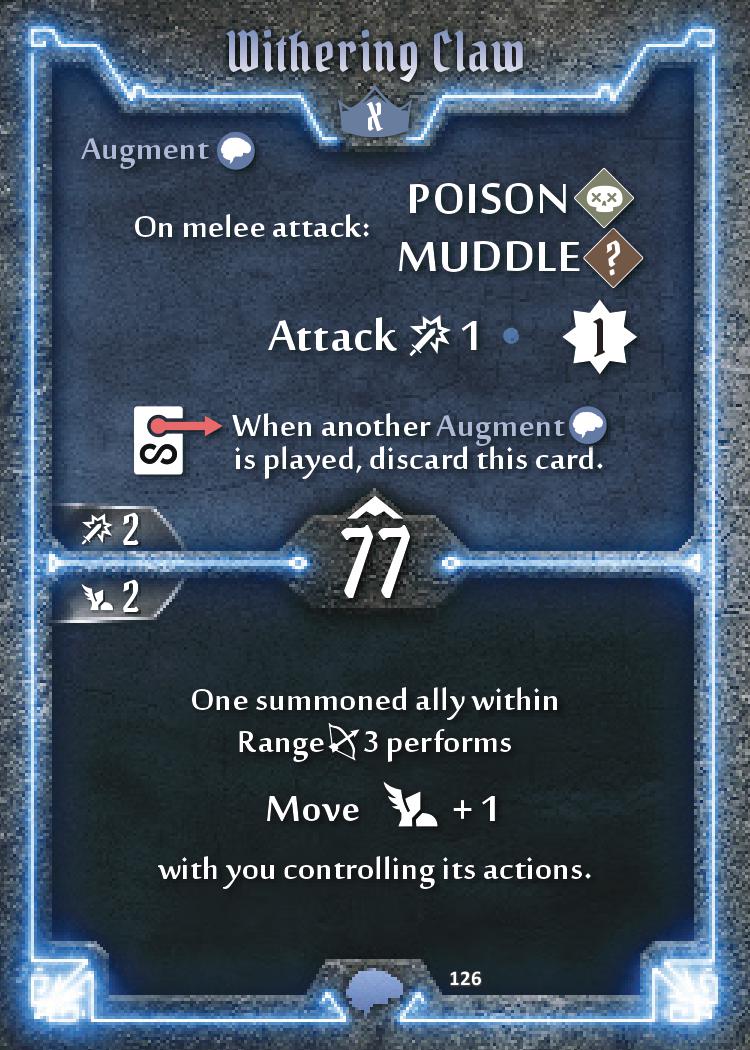 Withering Claw
X
Augment
On melee attack:
POISON
MUDDLE ?
Attack 1
1
When another Augment
is played, discard this card.
2
77
2
One summoned ally within
Range 3 performs
Move + 1
with you controlling its actions.
126